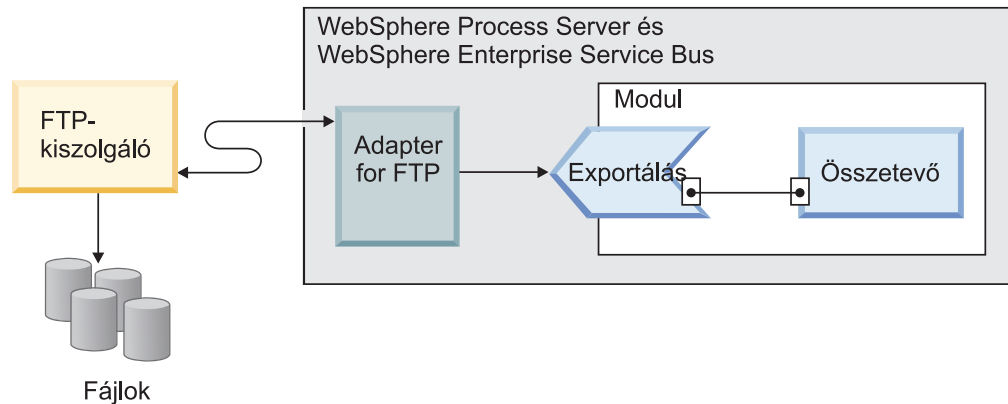 WebSphere Process Server és
WebSphere Enterprise Service Bus
FTP-
kiszolgáló
Adapter
for FTP
Modul
Exportálás
Összetevő
Fájlok